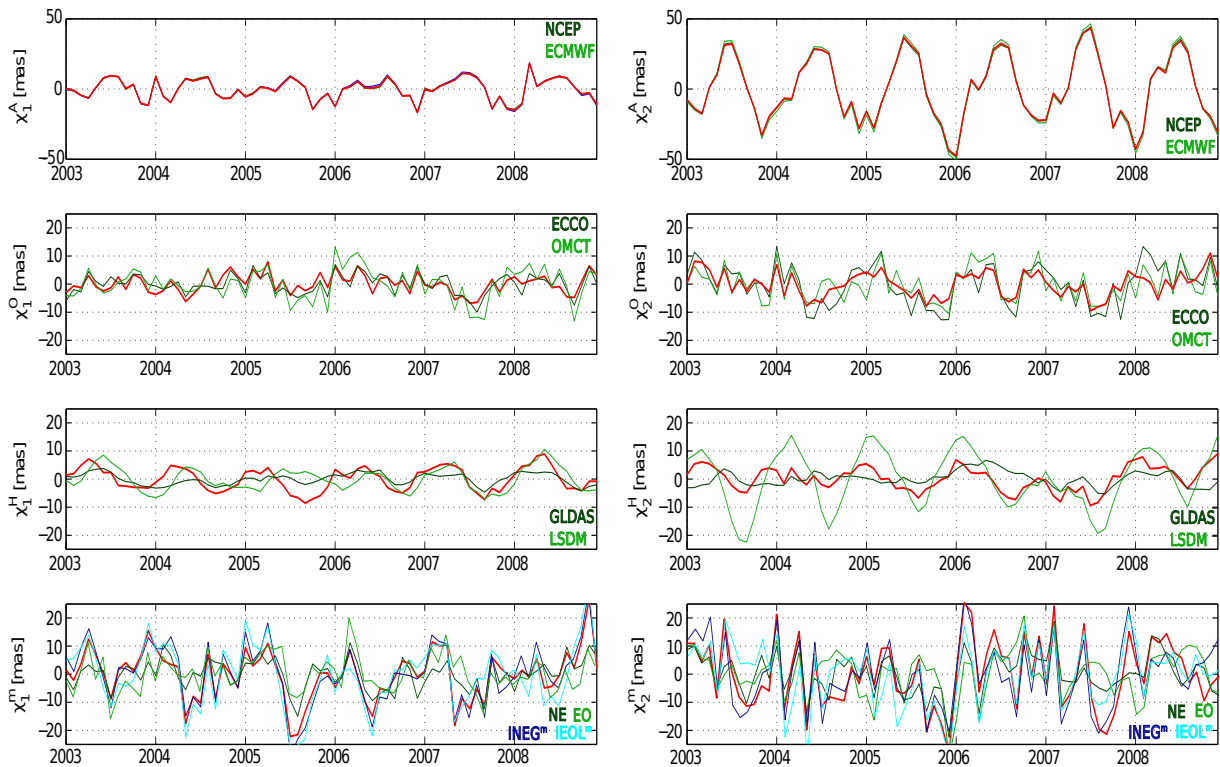 χ₁ᴬ [mas]
50
0
−50
NCEP
ECMWF
2003 2004 2005 2006 2007 2008
χ₂ᴬ [mas]
50
0
−50
NCEP
ECMWF
2003 2004 2005 2006 2007 2008
χ₁ᴼ [mas]
20
10
0
−10
−20
ECCO
OMCT
2003 2004 2005 2006 2007 2008
χ₂ᴼ [mas]
20
10
0
−10
−20
ECCO
OMCT
2003 2004 2005 2006 2007 2008
χ₁ᴴ [mas]
20
10
0
−10
−20
GLDAS
LSDM
2003 2004 2005 2006 2007 2008
χ₂ᴴ [mas]
20
10
0
−10
−20
GLDAS
LSDM
2003 2004 2005 2006 2007 2008
χ₁ᵐ [mas]
20
10
0
−10
−20
NE EO
INEGᵐ IEOLᵐ
2003 2004 2005 2006 2007 2008
χ₂ᵐ [mas]
20
10
0
−10
−20
NE EO
INEGᵐ IEOLᵐ
2003 2004 2005 2006 2007 2008